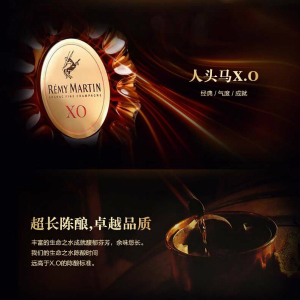 RÉMY MARTIN
COGNAC FINE CHAMPAGNE
XO
人头马X.O
经典 / 气度 / 成就
超长陈酿,卓越品质
丰富的生命之水成就馥郁芬芳，余味悠长。
我们的生命之水陈酿时间
远高于X.O的陈酿标准。